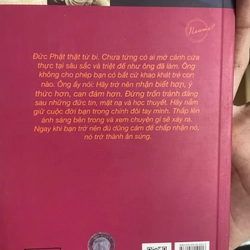 Đức Phật thật từ bi. Chưa từng có ai mở cánh cửa
thực tại sâu sắc và triệt để như ông đã làm. Ông
không cho phép bạn có bất cứ khao khát trẻ con
nào. Ông ấy nói: Hãy trở nên nhận biết hơn, ý
thức hơn, can đảm hơn. Đừng trốn tránh đằng
sau những đức tin, mặt nạ và học thuyết. Hãy nắm
giữ cuộc đời bạn trong chính đôi tay mình. Thắp lên
ánh sáng bên trong và xem chuyện gì sẽ xảy ra.
Ngay khi bạn trở nên đủ dũng cảm để chấp nhận nó,
nó trở thành ân sủng.